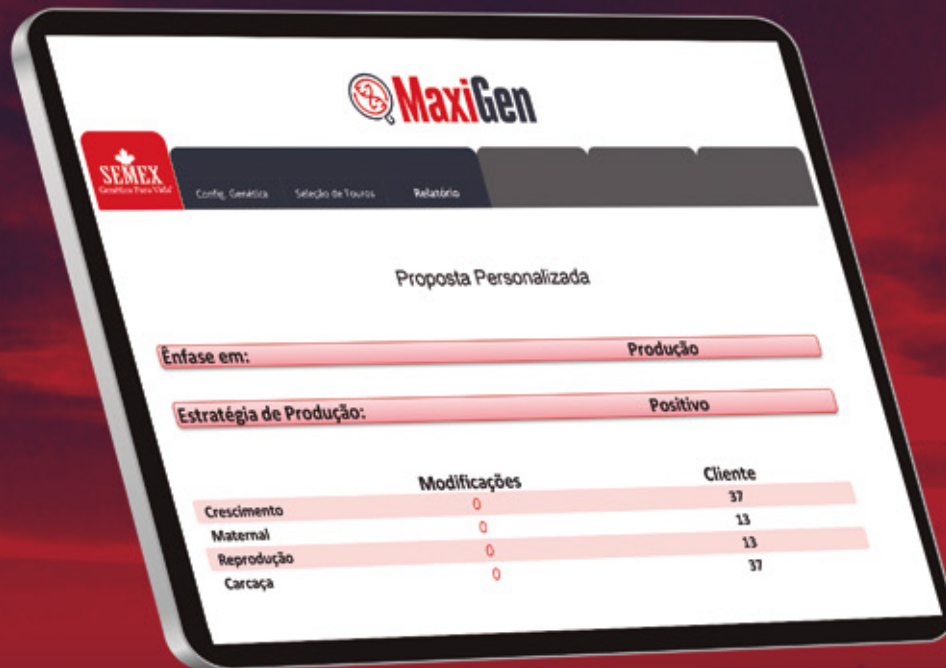 MaxiGen
SEMEX
Genética Para Vida!
Config. Genética Seleção de Touros Relatório
Proposta Personalizada
Ênfase em: Produção
Estratégia de Produção: Positivo
Modificações Cliente
Crescimento 0 37
Maternal 0 13
Reprodução 0 13
Carcaça 0 37